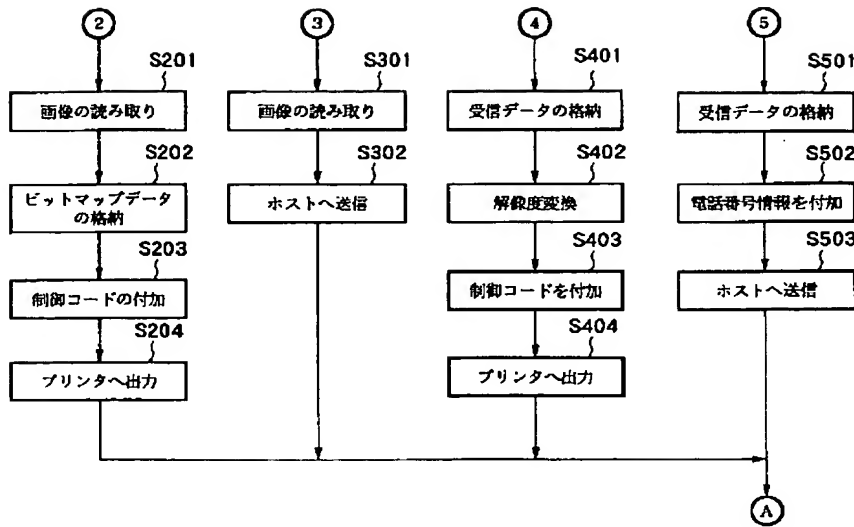 2
3
4
5
S201
画像の読み取り
S202
ビットマップデータ
の格納
S203
制御コードの付加
S204
プリンタへ出力
S301
画像の読み取り
S302
ホストへ送信
S401
受信データの格納
S402
解像度変換
S403
制御コードを付加
S404
プリンタへ出力
S501
受信データの格納
S502
電話番号情報を付加
S503
ホストへ送信
A